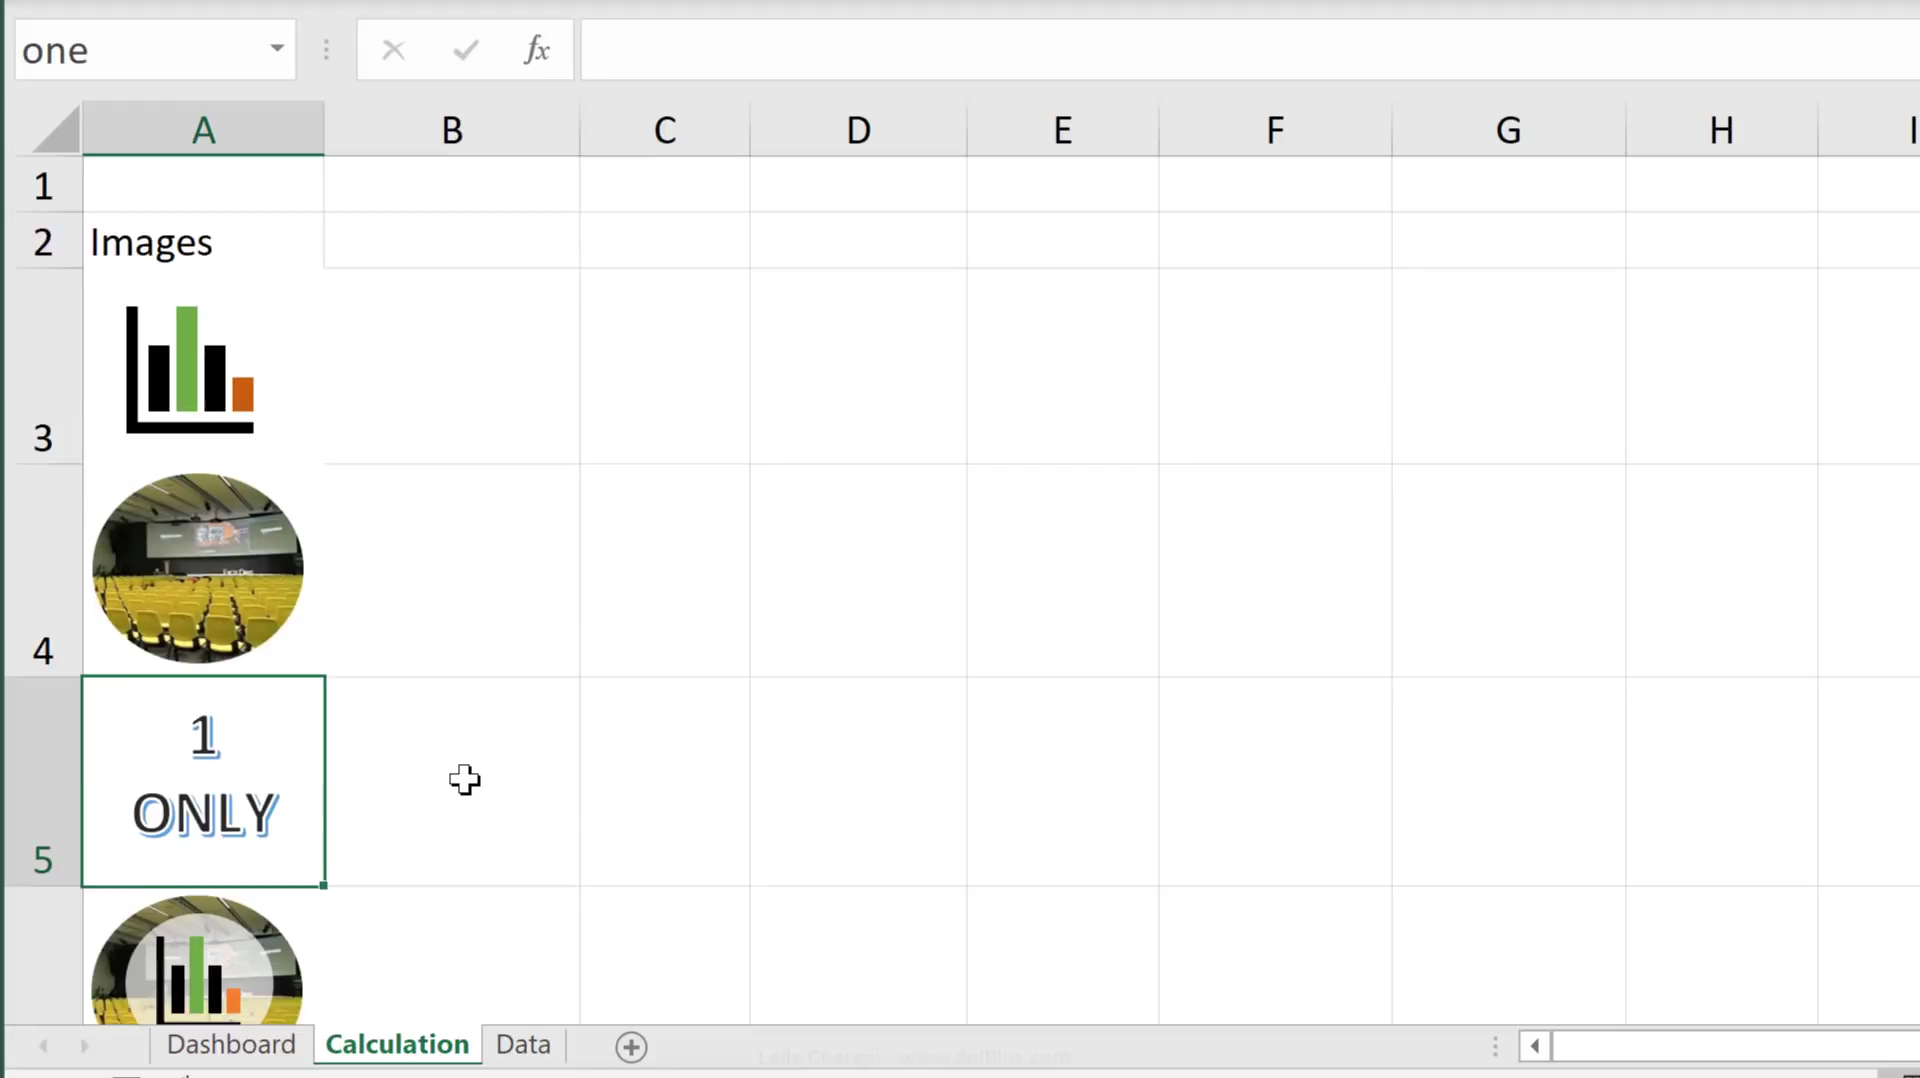 one
fx
A B C D E F G H I
1
2 Images
3
4
1
ONLY
5
Dashboard Calculation Data